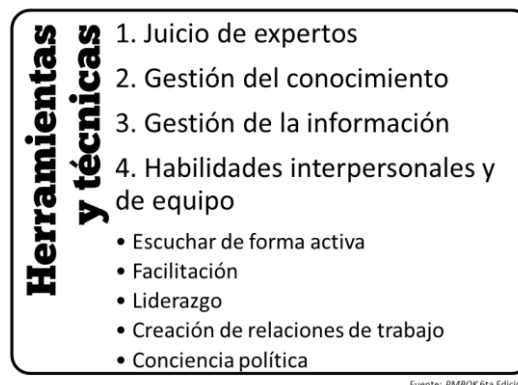 Herramientas
y técnicas
1. Juicio de expertos
2. Gestión del conocimiento
3. Gestión de la información
4. Habilidades interpersonales y
de equipo
• Escuchar de forma activa
• Facilitación
• Liderazgo
• Creación de relaciones de trabajo
• Conciencia política
Fuente: PMBOK 6ta Edició